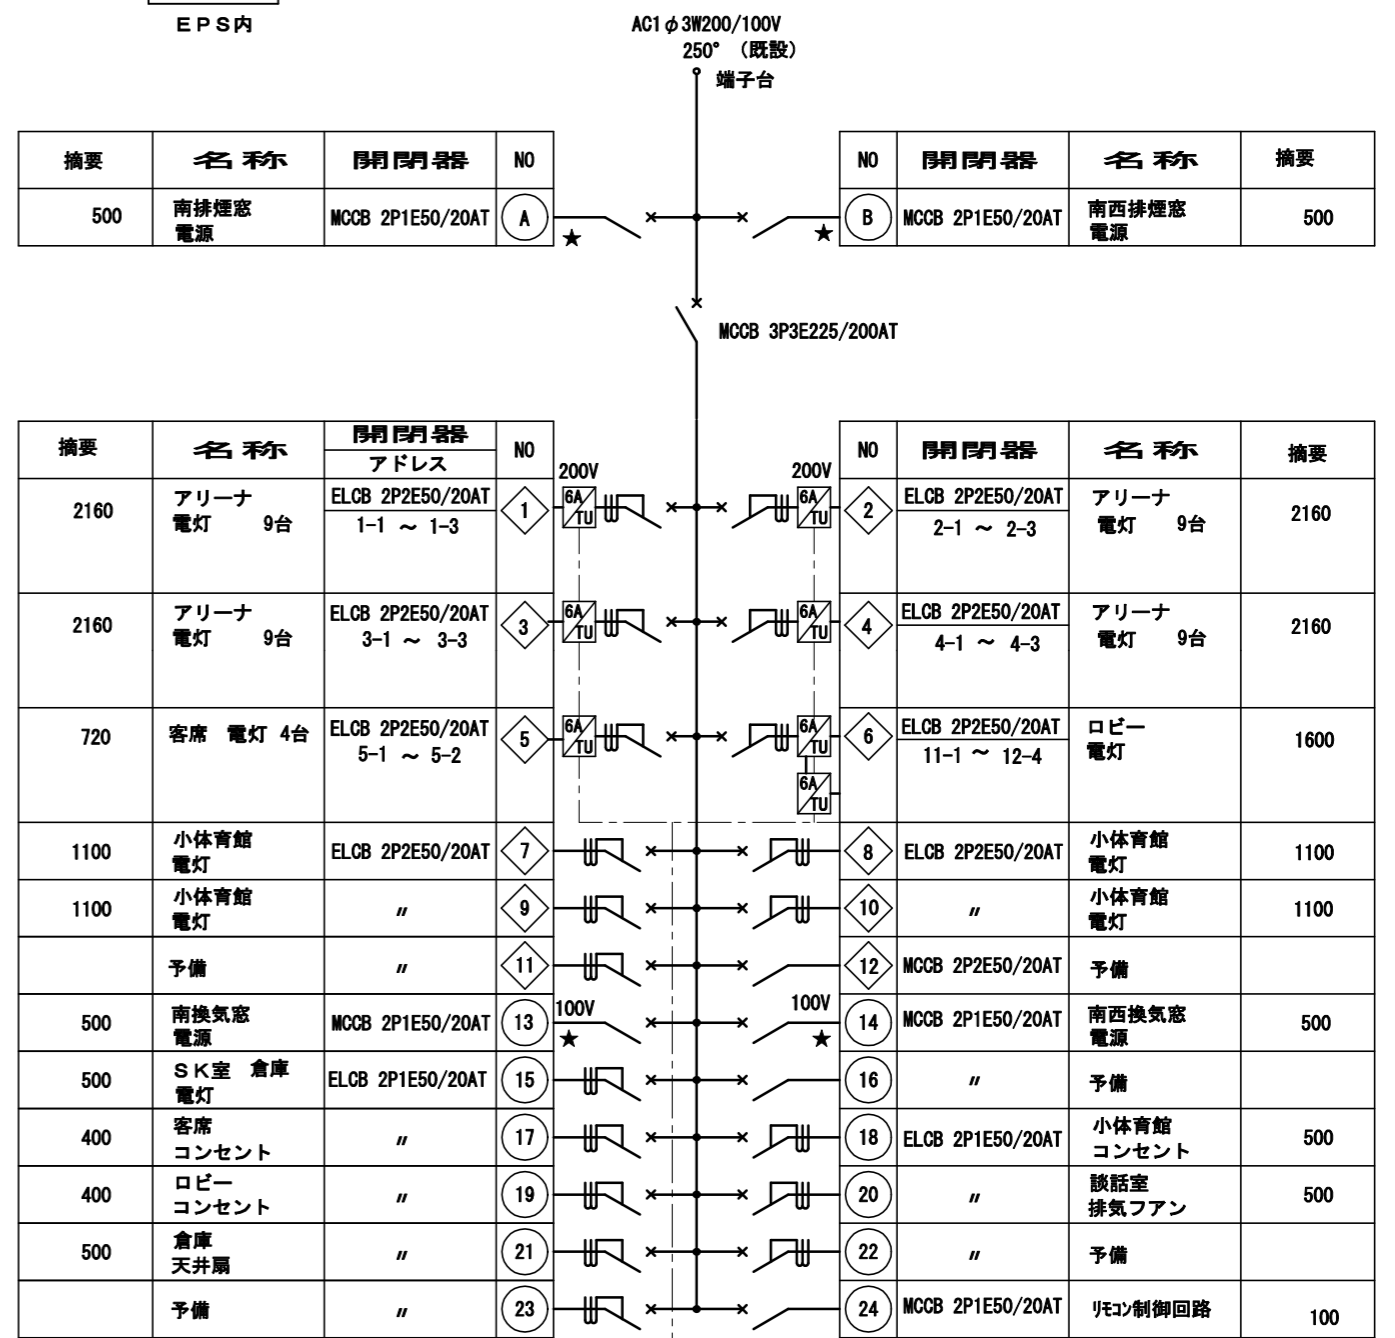 EPS内
AC1φ3W200/100V
250° (既設)
端子台
摘要 名称 開閉器 NO
NO 開閉器 名称 摘要
500 南排煙窓 電源 MCCB 2P1E50/20AT A ★
★ B MCCB 2P1E50/20AT 南西排煙窓 電源 500
MCCB 3P3E225/200AT
摘要 名称 開閉器 アドレス NO
NO 開閉器 名称 摘要
200V 200V
2160 アリーナ 電灯 9台 ELCB 2P2E50/20AT 1-1 ~ 1-3 1 6A/TU
6A/TU 2 ELCB 2P2E50/20AT 2-1 ~ 2-3 アリーナ 電灯 9台 2160
2160 アリーナ 電灯 9台 ELCB 2P2E50/20AT 3-1 ~ 3-3 3 6A/TU
6A/TU 4 ELCB 2P2E50/20AT 4-1 ~ 4-3 アリーナ 電灯 9台 2160
720 客席 電灯 4台 ELCB 2P2E50/20AT 5-1 ~ 5-2 5 6A/TU
6A/TU 6 ELCB 2P2E50/20AT 11-1 ~ 12-4 ロビー 電灯 1600
6A/TU
1100 小体育館 電灯 ELCB 2P2E50/20AT 7
8 ELCB 2P2E50/20AT 小体育館 電灯 1100
1100 小体育館 電灯 〃 9
10 〃 小体育館 電灯 1100
予備 〃 11
12 MCCB 2P2E50/20AT 予備
500 南換気窓 電源 MCCB 2P1E50/20AT 13 100V ★
100V ★ 14 MCCB 2P1E50/20AT 南西換気窓 電源 500
500 SK室 倉庫 電灯 ELCB 2P1E50/20AT 15
16 〃 予備
400 客席 コンセント 〃 17
18 ELCB 2P1E50/20AT 小体育館 コンセント 500
400 ロビー コンセント 〃 19
20 〃 談話室 排気フアン 500
500 倉庫 天井扇 〃 21
22 〃 予備
予備 〃 23
24 MCCB 2P1E50/20AT リモコン制御回路 100